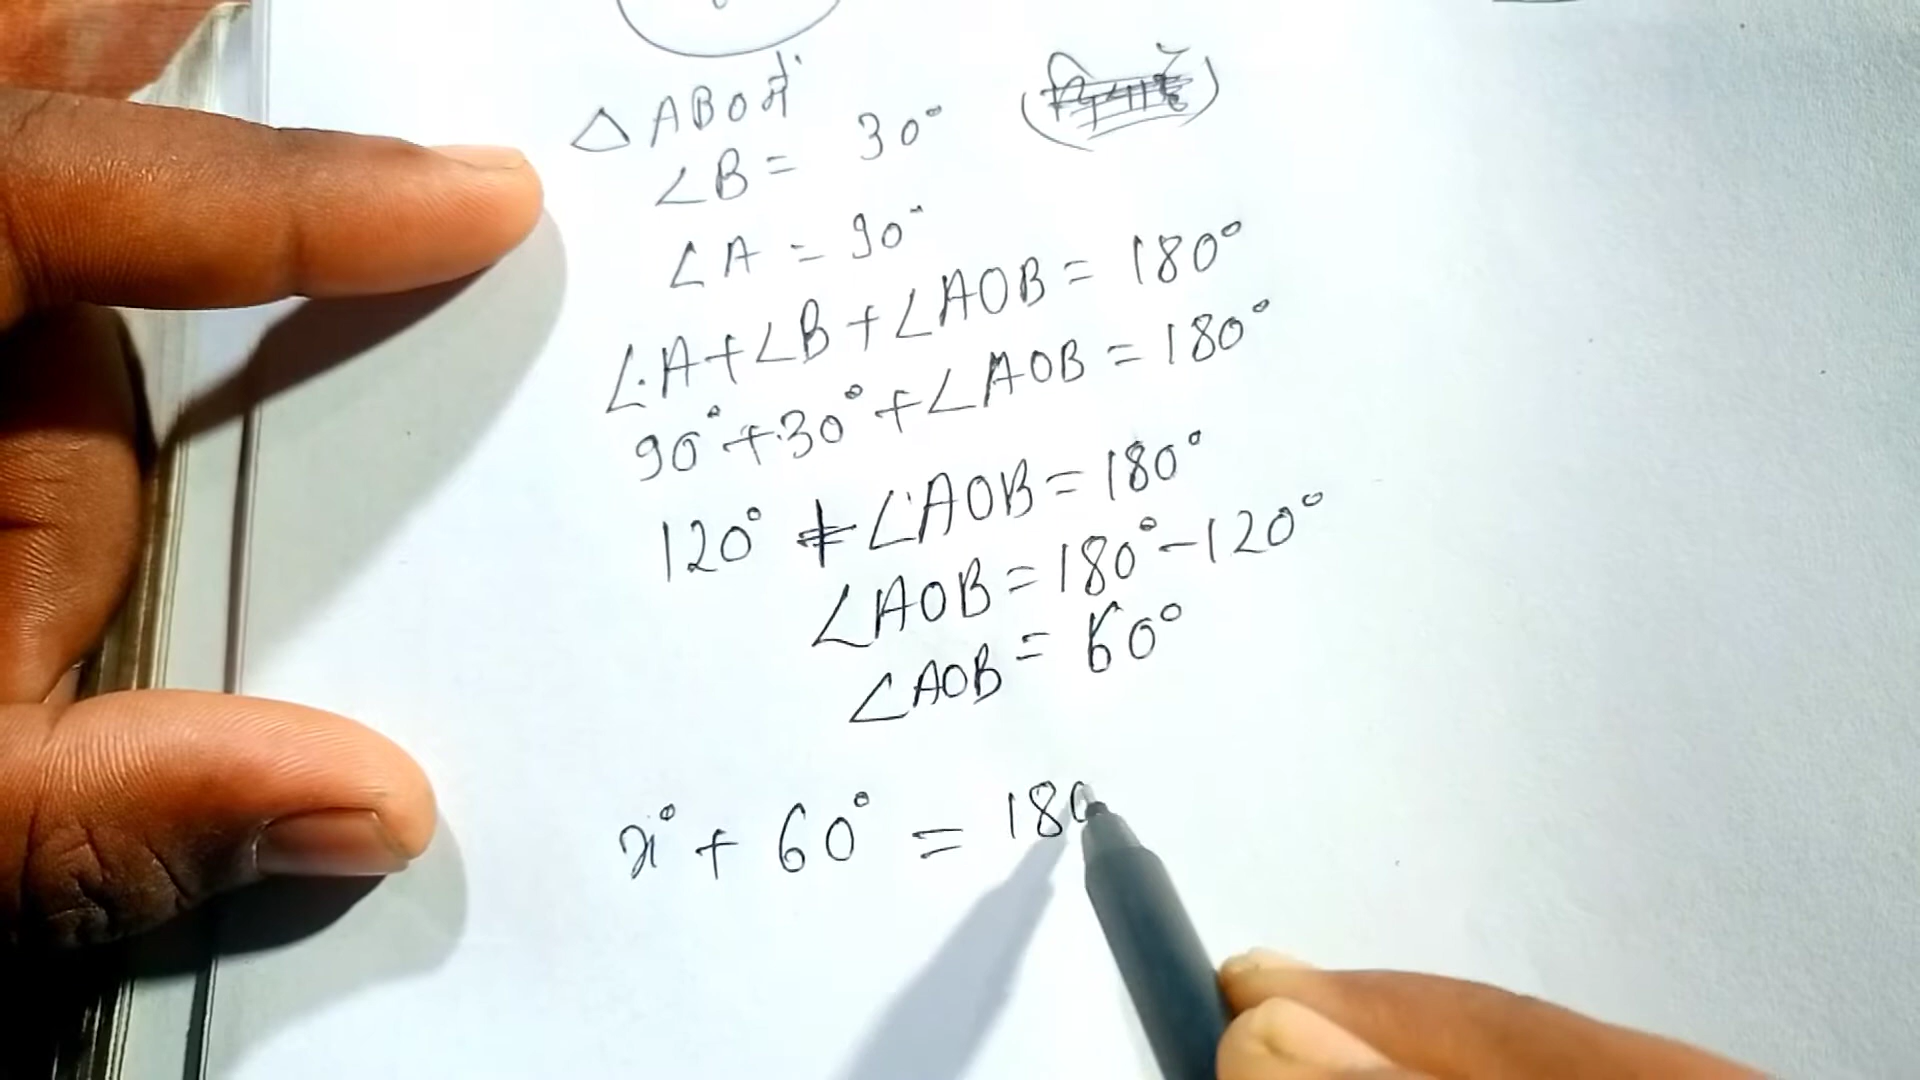 △ ABO में
∠B = 30°
∠A = 90°
∠A + ∠B + ∠AOB = 180°
90° + 30° + ∠AOB = 180°
120° + ∠AOB = 180°
∠AOB = 180° - 120°
∠AOB = 60°
x° + 60° = 180